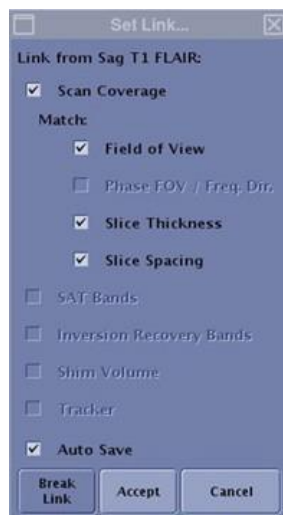 Set Link...
Link from Sag T1 FLAIR:
Scan Coverage
Match:
Field of View
Phase FOV / Freq. Dir.
Slice Thickness
Slice Spacing
SAT Bands
Inversion Recovery Bands
Shim Volume
Tracker
Auto Save
Break
Link
Accept
Cancel